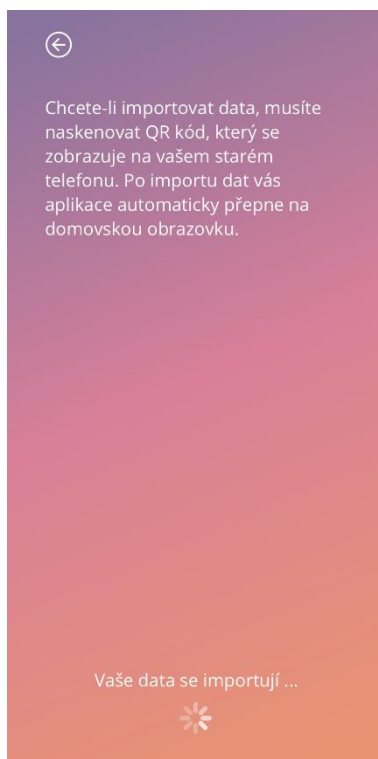 Chcete-li importovat data, musíte
naskenovat QR kód, který se
zobrazuje na vašem starém
telefonu. Po importu dat vás
aplikace automaticky přepne na
domovskou obrazovku.
Vaše data se importují ...